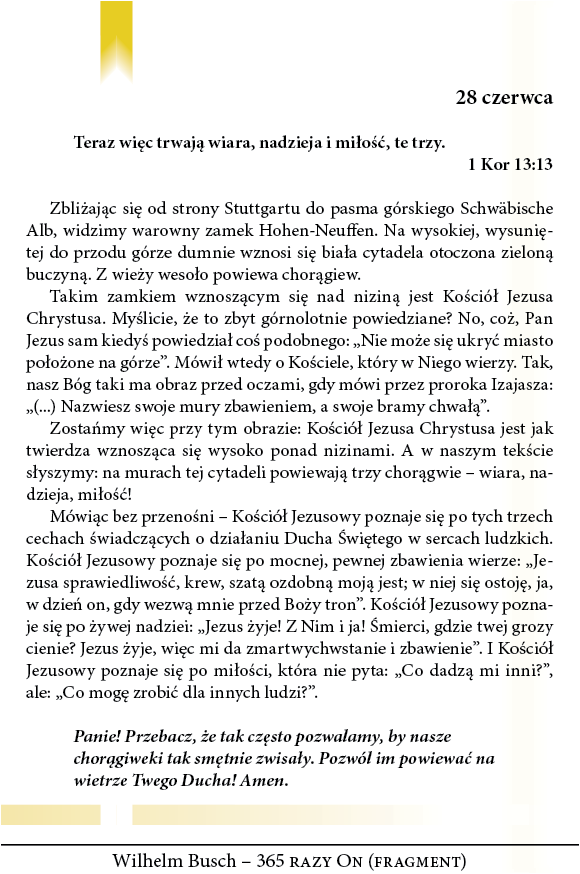 28 czerwca
Teraz więc trwają wiara, nadzieja i miłość, te trzy.
1 Kor 13:13
Zbliżając się od strony Stuttgartu do pasma górskiego Schwäbische
Alb, widzimy warowny zamek Hohen-Neuffen. Na wysokiej, wysunię-
tej do przodu górze dumnie wznosi się biała cytadela otoczona zieloną
buczyną. Z wieży wesoło powiewa chorągiew.
Takim zamkiem wznoszącym się nad niziną jest Kościół Jezusa
Chrystusa. Myślicie, że to zbyt górnolotnie powiedziane? No, coż, Pan
Jezus sam kiedyś powiedział coś podobnego: „Nie może się ukryć miasto
położone na górze”. Mówił wtedy o Kościele, który w Niego wierzy. Tak,
nasz Bóg taki ma obraz przed oczami, gdy mówi przez proroka Izajasza:
„(...) Nazwiesz swoje mury zbawieniem, a swoje bramy chwałą”.
Zostańmy więc przy tym obrazie: Kościół Jezusa Chrystusa jest jak
twierdza wznosząca się wysoko ponad nizinami. A w naszym tekście
słyszymy: na murach tej cytadeli powiewają trzy chorągwie – wiara, na-
dzieja, miłość!
Mówiąc bez przenośni – Kościół Jezusowy poznaje się po tych trzech
cechach świadczących o działaniu Ducha Świętego w sercach ludzkich.
Kościół Jezusowy poznaje się po mocnej, pewnej zbawienia wierze: „Je-
zusa sprawiedliwość, krew, szatą ozdobną moją jest; w niej się ostoję, ja,
w dzień on, gdy wezwą mnie przed Boży tron”. Kościół Jezusowy pozna-
je się po żywej nadziei: „Jezus żyje! Z Nim i ja! Śmierci, gdzie twej grozy
cienie? Jezus żyje, więc mi da zmartwychwstanie i zbawienie”. I Kościół
Jezusowy poznaje się po miłości, która nie pyta: „Co dadzą mi inni?”,
ale: „Co mogę zrobić dla innych ludzi?”.
Panie! Przebacz, że tak często pozwałamy, by nasze
chorągiweki tak smętnie zwisały. Pozwól im powiewać na
wietrze Twego Ducha! Amen.
Wilhelm Busch – 365 razy On (fragment)